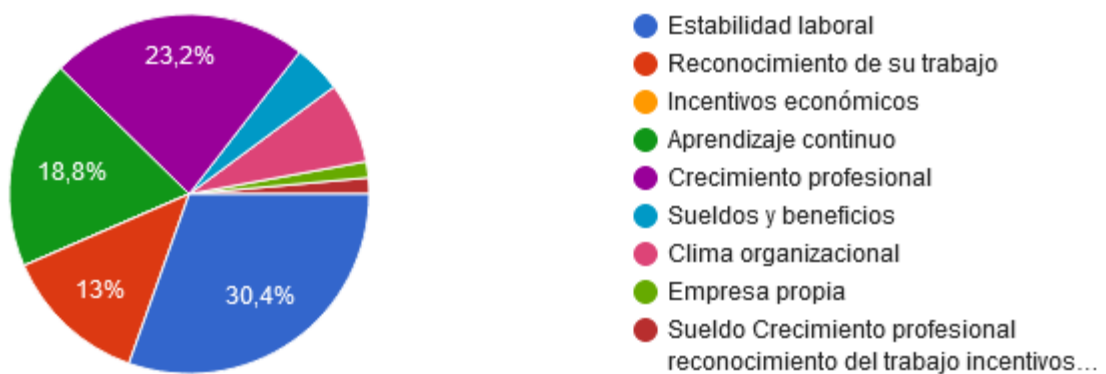 23,2%
18,8%
13%
30,4%
Estabilidad laboral
Reconocimiento de su trabajo
Incentivos económicos
Aprendizaje continuo
Crecimiento profesional
Sueldos y beneficios
Clima organizacional
Empresa propia
Sueldo Crecimiento profesional
reconocimiento del trabajo incentivos...